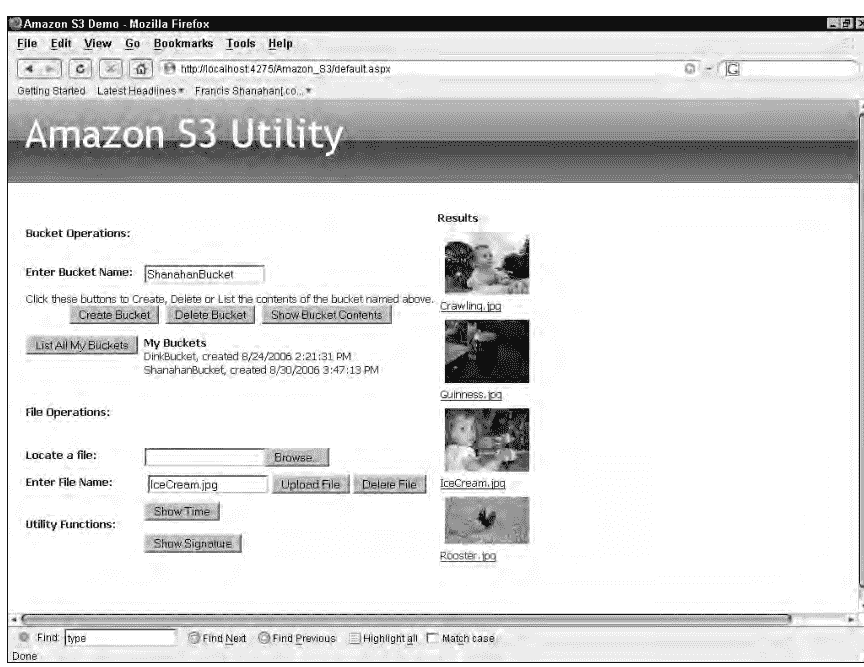 Amazon S3 Demo - Mozilla Firefox
File Edit View Go Bookmarks Tools Help
http://localhost:4275/Amazon_S3/default.aspx
G
Getting Started Latest Headlines Francis Shanahan[.co...
Amazon S3 Utility
Results
Bucket Operations:
Enter Bucket Name: ShanahanBucket
Click these buttons to Create, Delete or List the contents of the bucket named above.
Create Bucket Delete Bucket Show Bucket Contents
Crawling.jpg
List All My Buckets My Buckets
DinkBucket, created 8/24/2006 2:21:31 PM
ShanahanBucket, created 8/30/2006 3:47:13 PM
Guinness.jpg
File Operations:
Locate a file: Browse...
Enter File Name: IceCream.jpg Upload File Delete File
IceCream.jpg
Show Time
Utility Functions:
Show Signature
Rooster.jpg
Find: type Find Next Find Previous Highlight all Match case
Done